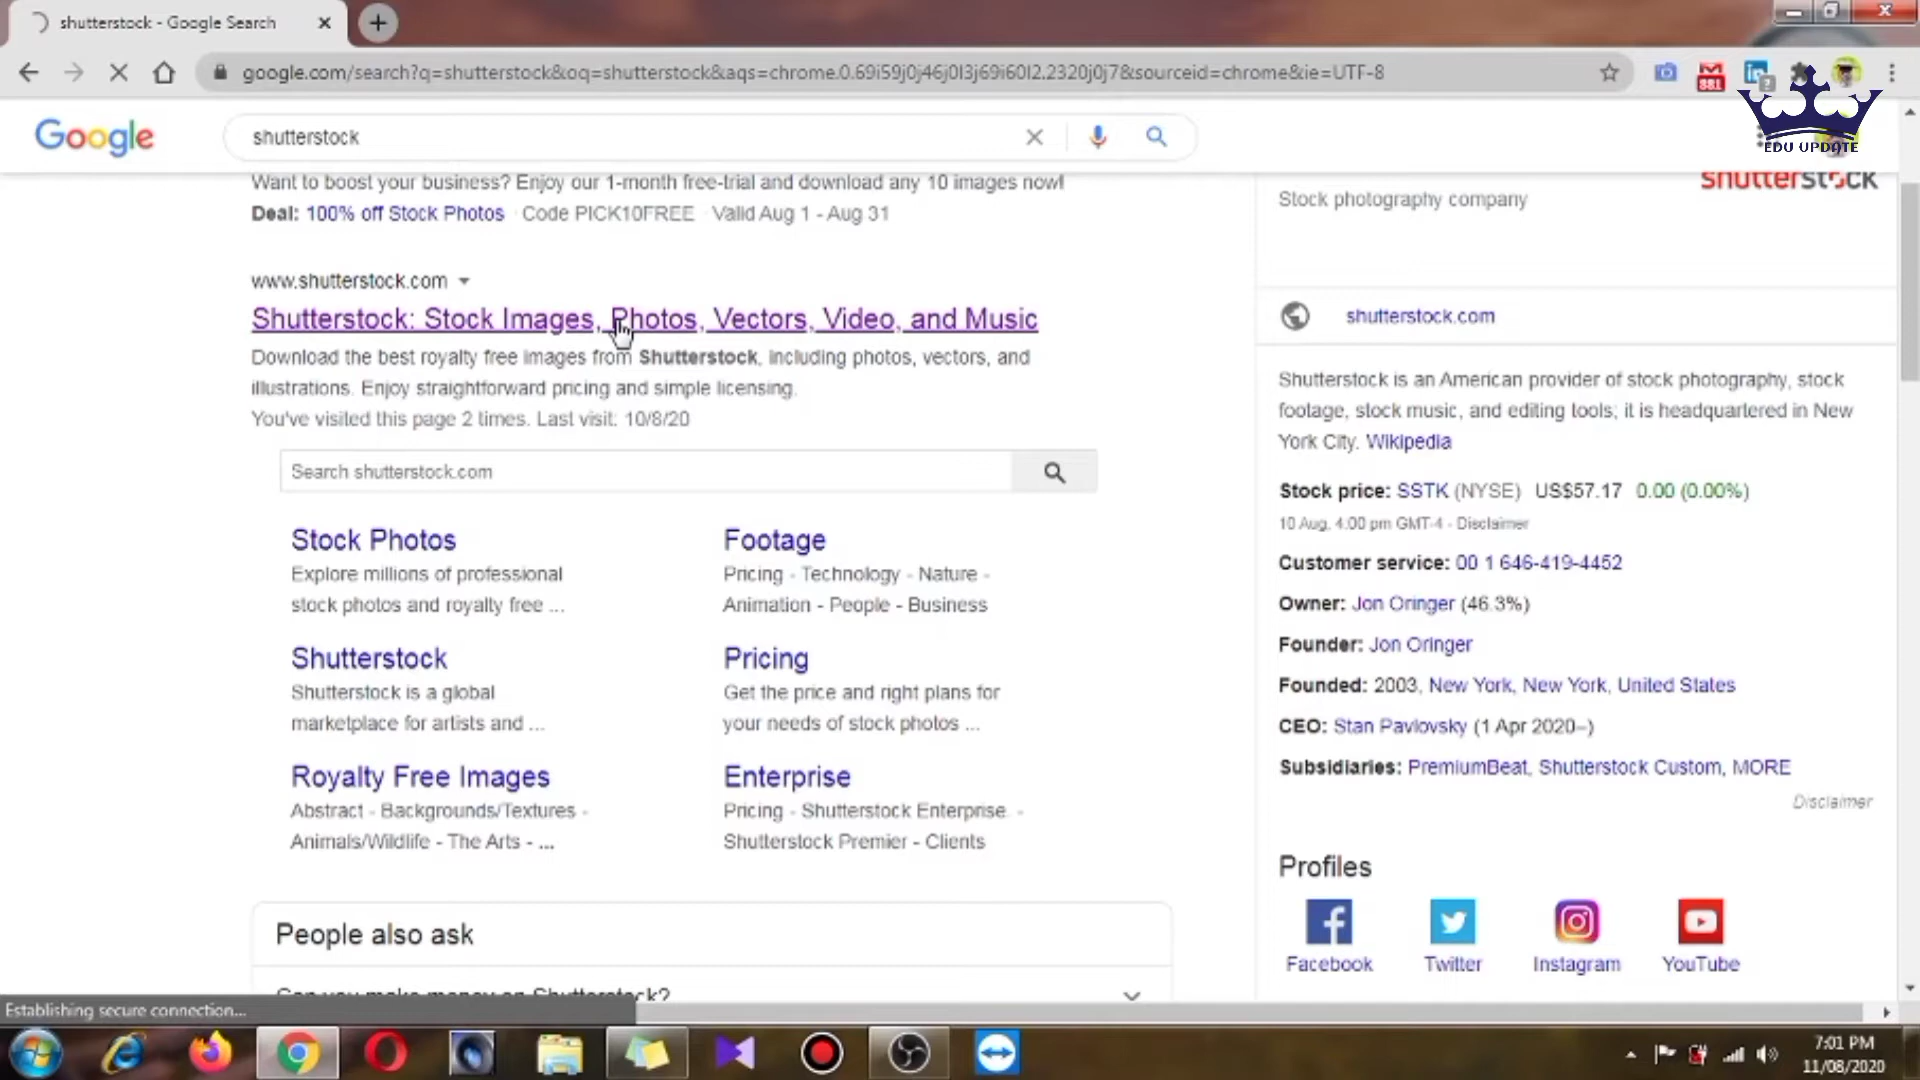 shutterstock - Google Search
google.com/search?q=shutterstock&oq=shutterstock&aqs=chrome.0.69i59j0j46j0l3j69i60l2.2320j0j7&sourceid=chrome&ie=UTF-8
881
Google
shutterstock
EDU UPDATE
Want to boost your business? Enjoy our 1-month free-trial and download any 10 images now!
Deal: 100% off Stock Photos · Code PICK10FREE · Valid Aug 1 - Aug 31
www.shutterstock.com
Shutterstock: Stock Images, Photos, Vectors, Video, and Music
Download the best royalty free images from Shutterstock, including photos, vectors, and
illustrations. Enjoy straightforward pricing and simple licensing.
You've visited this page 2 times. Last visit: 10/8/20
Search shutterstock.com
Stock Photos
Explore millions of professional
stock photos and royalty free ...
Footage
Pricing - Technology - Nature -
Animation - People - Business
Shutterstock
Shutterstock is a global
marketplace for artists and ...
Pricing
Get the price and right plans for
your needs of stock photos ...
Royalty Free Images
Abstract - Backgrounds/Textures -
Animals/Wildlife - The Arts - ...
Enterprise
Pricing - Shutterstock Enterprise. -
Shutterstock Premier - Clients
People also ask
Can you make money on Shutterstock?
shutterstock
Stock photography company
shutterstock.com
Shutterstock is an American provider of stock photography, stock
footage, stock music, and editing tools; it is headquartered in New
York City. Wikipedia
Stock price: SSTK (NYSE) US$57.17 0.00 (0.00%)
10 Aug, 4:00 pm GMT-4 - Disclaimer
Customer service: 00 1 646-419-4452
Owner: Jon Oringer (46.3%)
Founder: Jon Oringer
Founded: 2003, New York, New York, United States
CEO: Stan Pavlovsky (1 Apr 2020–)
Subsidiaries: PremiumBeat, Shutterstock Custom, MORE
Disclaimer
Profiles
Facebook
Twitter
Instagram
YouTube
Establishing secure connection...
7:01 PM
11/08/2020